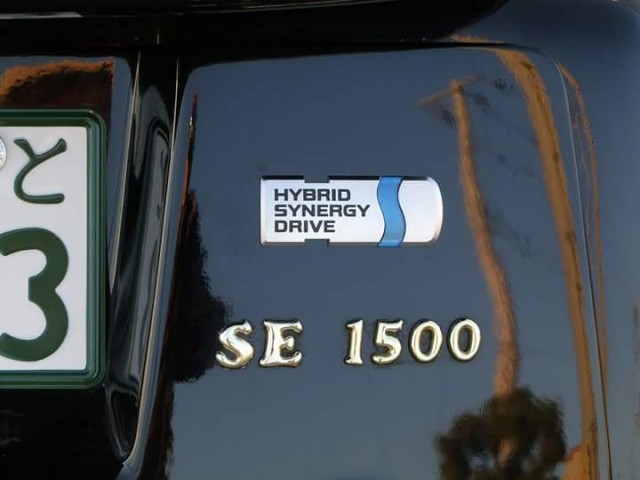 と
3
HYBRID
SYNERGY
DRIVE
SE 1500